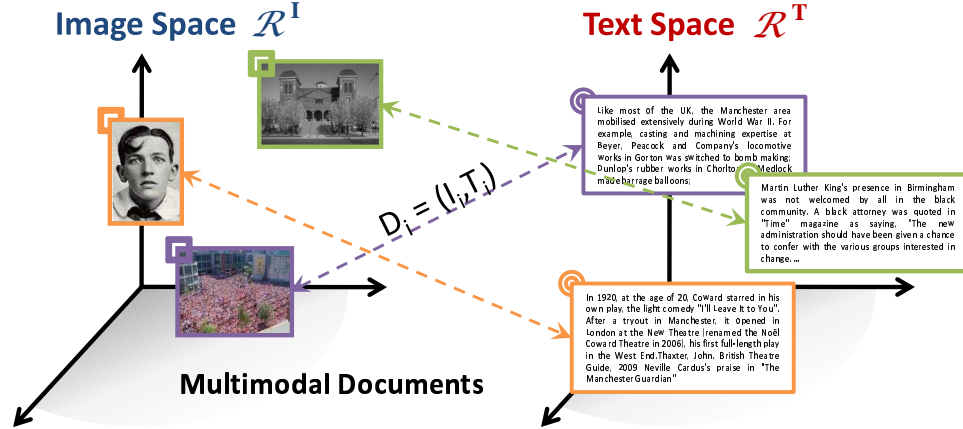 Image Space 𝓡ᴵ
Text Space 𝓡ᵀ
Like most of the UK, the Manchester area
mobilised extensively during World War II. For
example, casting and machining expertise at
Beyer, Peacock and Company's locomotive
works in Gorton was switched to bomb making;
Dunlop's rubber works in Medlock
made barrage balloons;
Martin Luther King's presence in Birmingham
was not welcomed by all in the black
community. A black attorney was quoted in
"Time" magazine as saying, "The new
administration should have been given a chance
to confer with the various groups interested in
change. ...
Dᵢ = (Iᵢ,Tᵢ)
In 1920, at the age of 20, Coward starred in his
own play, the light comedy "I'll Leave It to You".
After a tryout in Manchester, it opened in
London at the New Theatre (renamed the Noël
Coward Theatre in 2006), his first full-length play
in the West End.Thaxter, John. British Theatre
Guide, 2009 Neville Cardus's praise in "The
Manchester Guardian"
Multimodal Documents